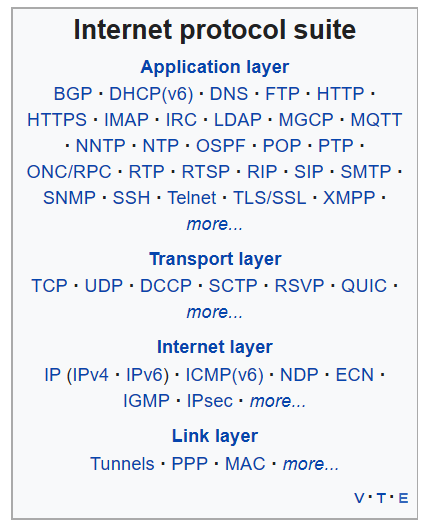 Internet protocol suite
Application layer
BGP · DHCP(v6) · DNS · FTP · HTTP ·
HTTPS · IMAP · IRC · LDAP · MGCP · MQTT
· NNTP · NTP · OSPF · POP · PTP ·
ONC/RPC · RTP · RTSP · RIP · SIP · SMTP ·
SNMP · SSH · Telnet · TLS/SSL · XMPP ·
more...
Transport layer
TCP · UDP · DCCP · SCTP · RSVP · QUIC ·
more...
Internet layer
IP (IPv4 · IPv6) · ICMP(v6) · NDP · ECN ·
IGMP · IPsec · more...
Link layer
Tunnels · PPP · MAC · more...
V · T · E